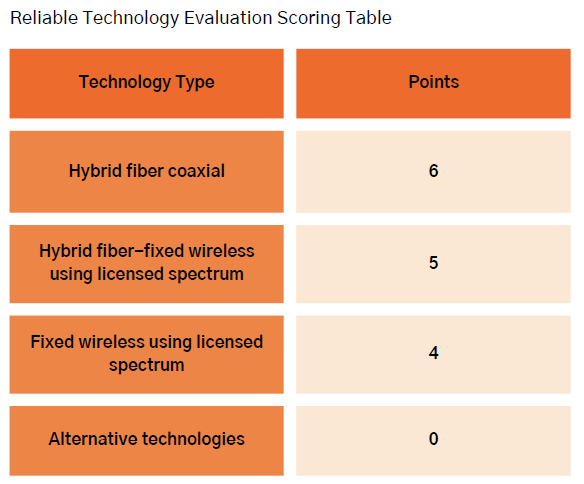 Reliable Technology Evaluation Scoring Table
Technology Type
Points
Hybrid fiber coaxial
6
Hybrid fiber-fixed wireless
using licensed spectrum
5
Fixed wireless using licensed
spectrum
4
Alternative technologies
0